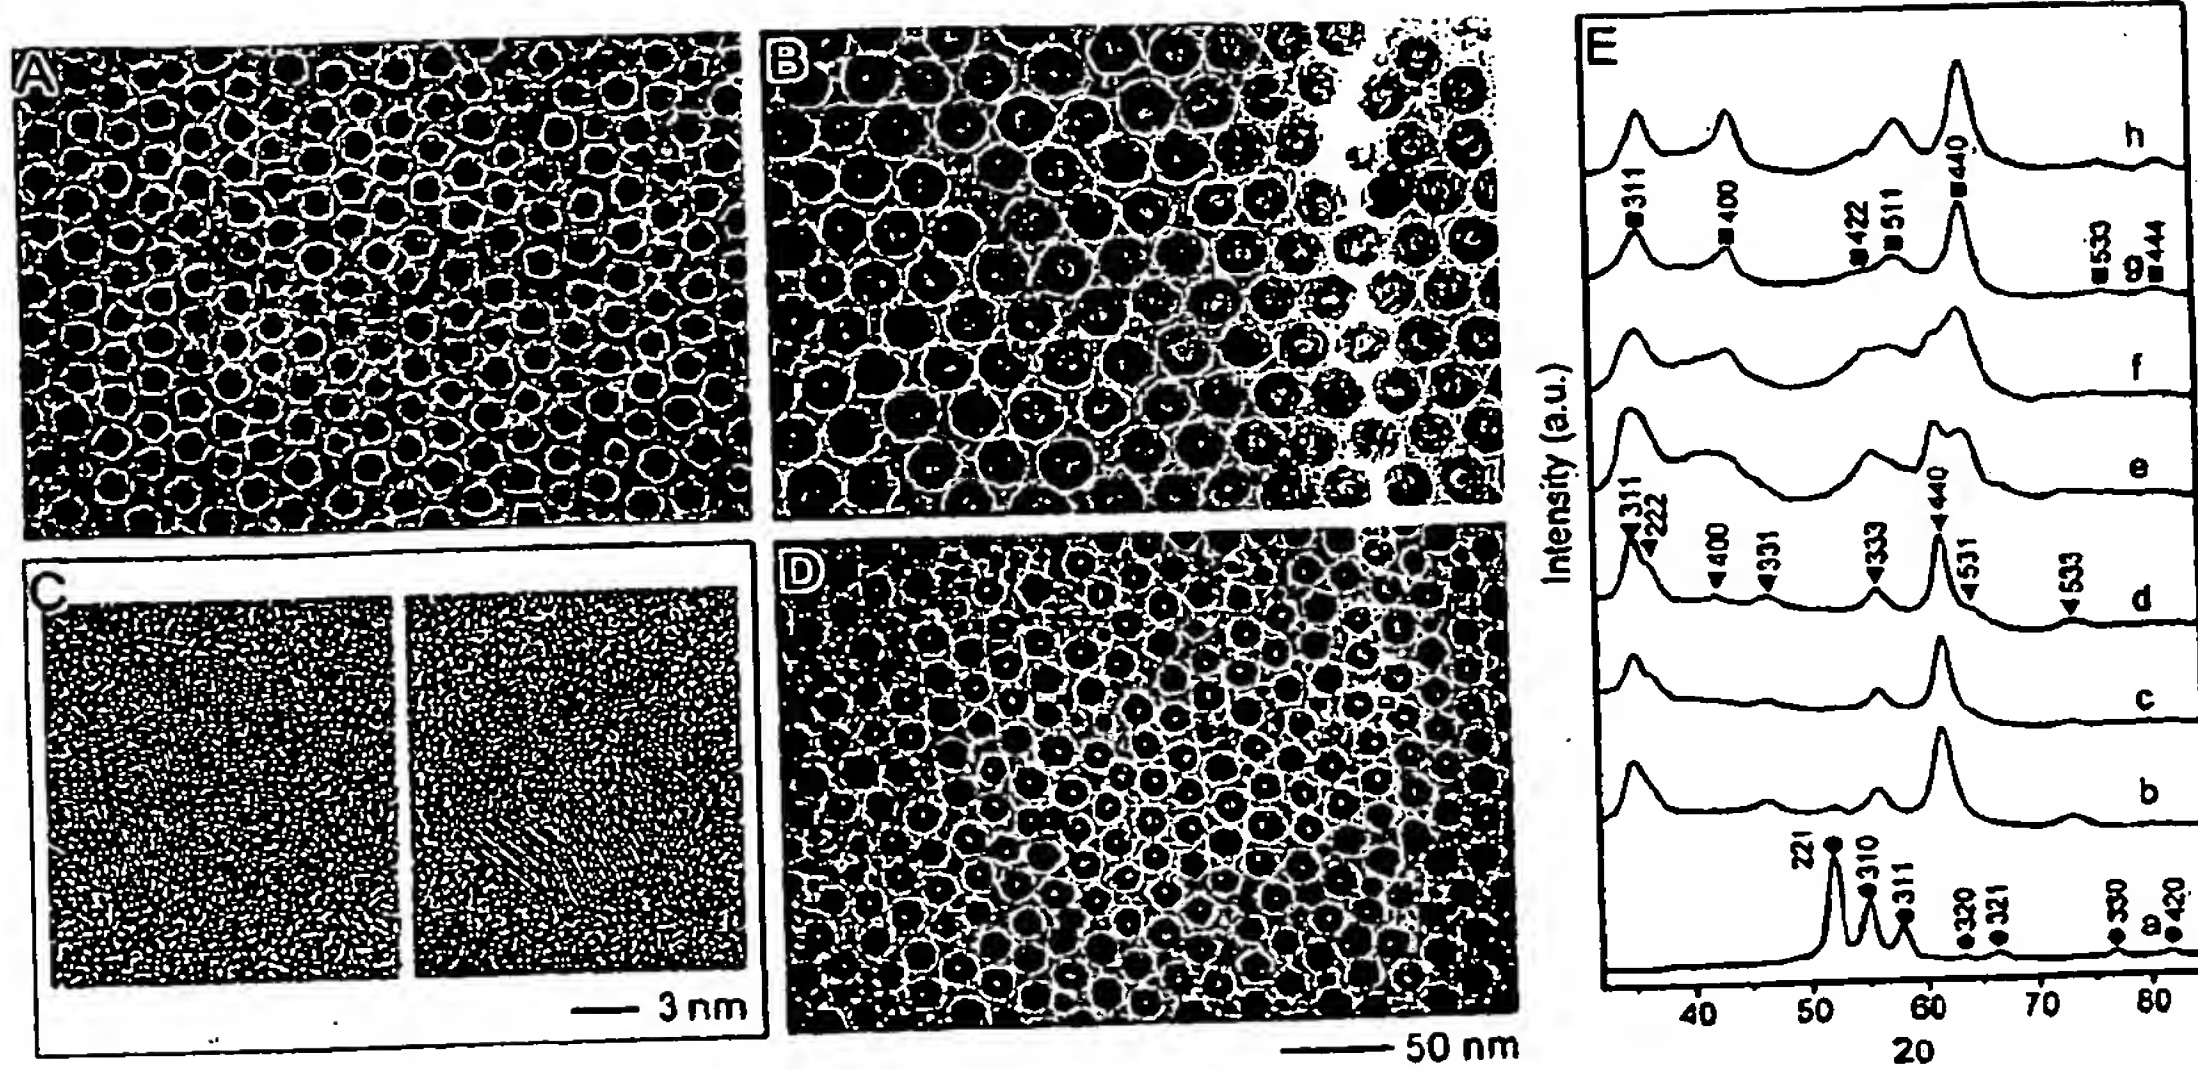 A
B
C
D
3 nm
50 nm
E
Intensity (a.u.)
h
■311
■400
■422
■511
■440
■533
g
■444
f
e
◄311
◄222
◄400
◄331
◄333
◄440
◄531
◄533
d
c
b
221
●310
●311
●320
●321
●330
a
●420
40 50 60 70 80
20